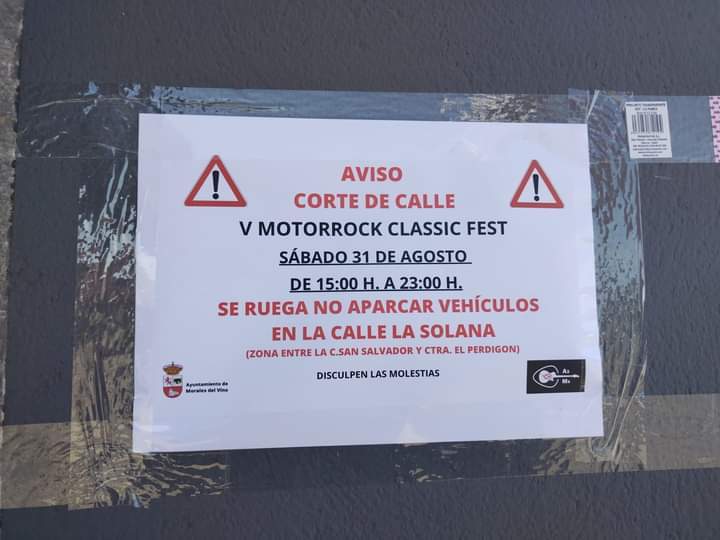 AVISO
CORTE DE CALLE
V MOTORROCK CLASSIC FEST
SÁBADO 31 DE AGOSTO
DE 15:00 H. A 23:00 H.
SE RUEGA NO APARCAR VEHÍCULOS
EN LA CALLE LA SOLANA
(ZONA ENTRE LA C.SAN SALVADOR Y CTRA. EL PERDIGON)
DISCULPEN LAS MOLESTIAS
Ayuntamiento de
Morales del Vino